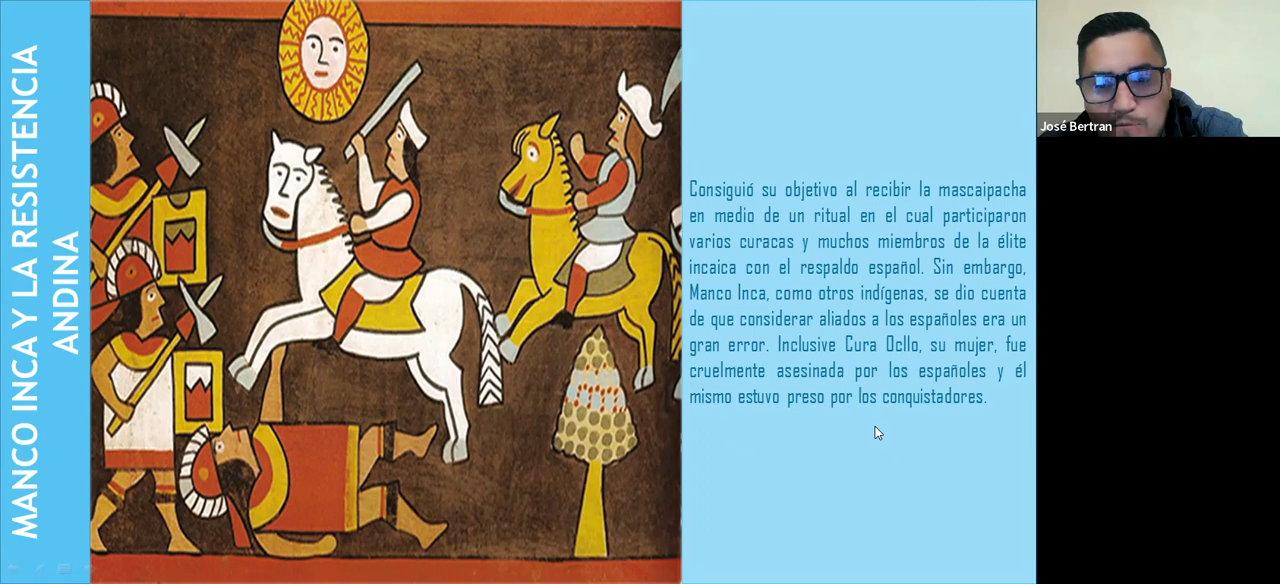 MANCO INCA Y LA RESISTENCIA
ANDINA
Consiguió su objetivo al recibir la mascaipacha
en medio de un ritual en el cual participaron
varios curacas y muchos miembros de la élite
incaica con el respaldo español. Sin embargo,
Manco Inca, como otros indígenas, se dio cuenta
de que considerar aliados a los españoles era un
gran error. Inclusive Cura Ocllo, su mujer, fue
cruelmente asesinada por los españoles y él
mismo estuvo preso por los conquistadores.
José Bertran